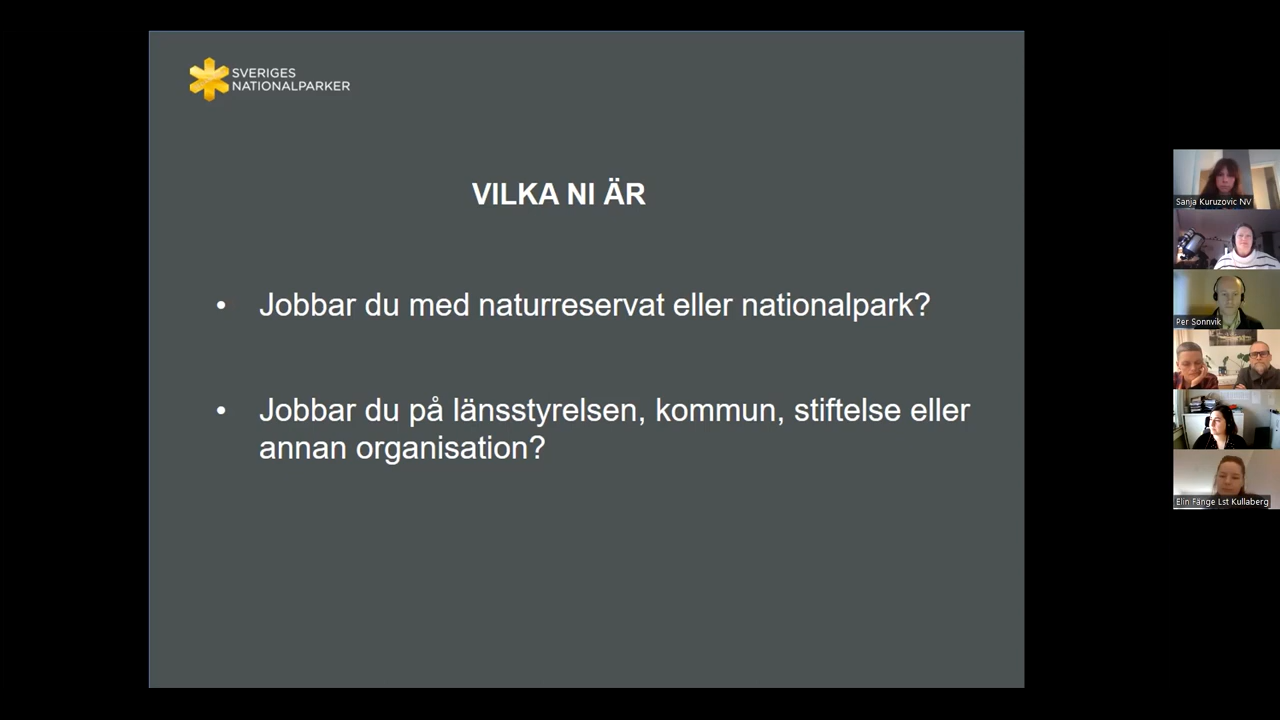 SVERIGES
NATIONALPARKER
VILKA NI ÄR
• Jobbar du med naturreservat eller nationalpark?
• Jobbar du på länsstyrelsen, kommun, stiftelse eller
annan organisation?
Sanja Kuruzovic NV
Per Sonnvik
Elin Fänge Lst Kullaberg